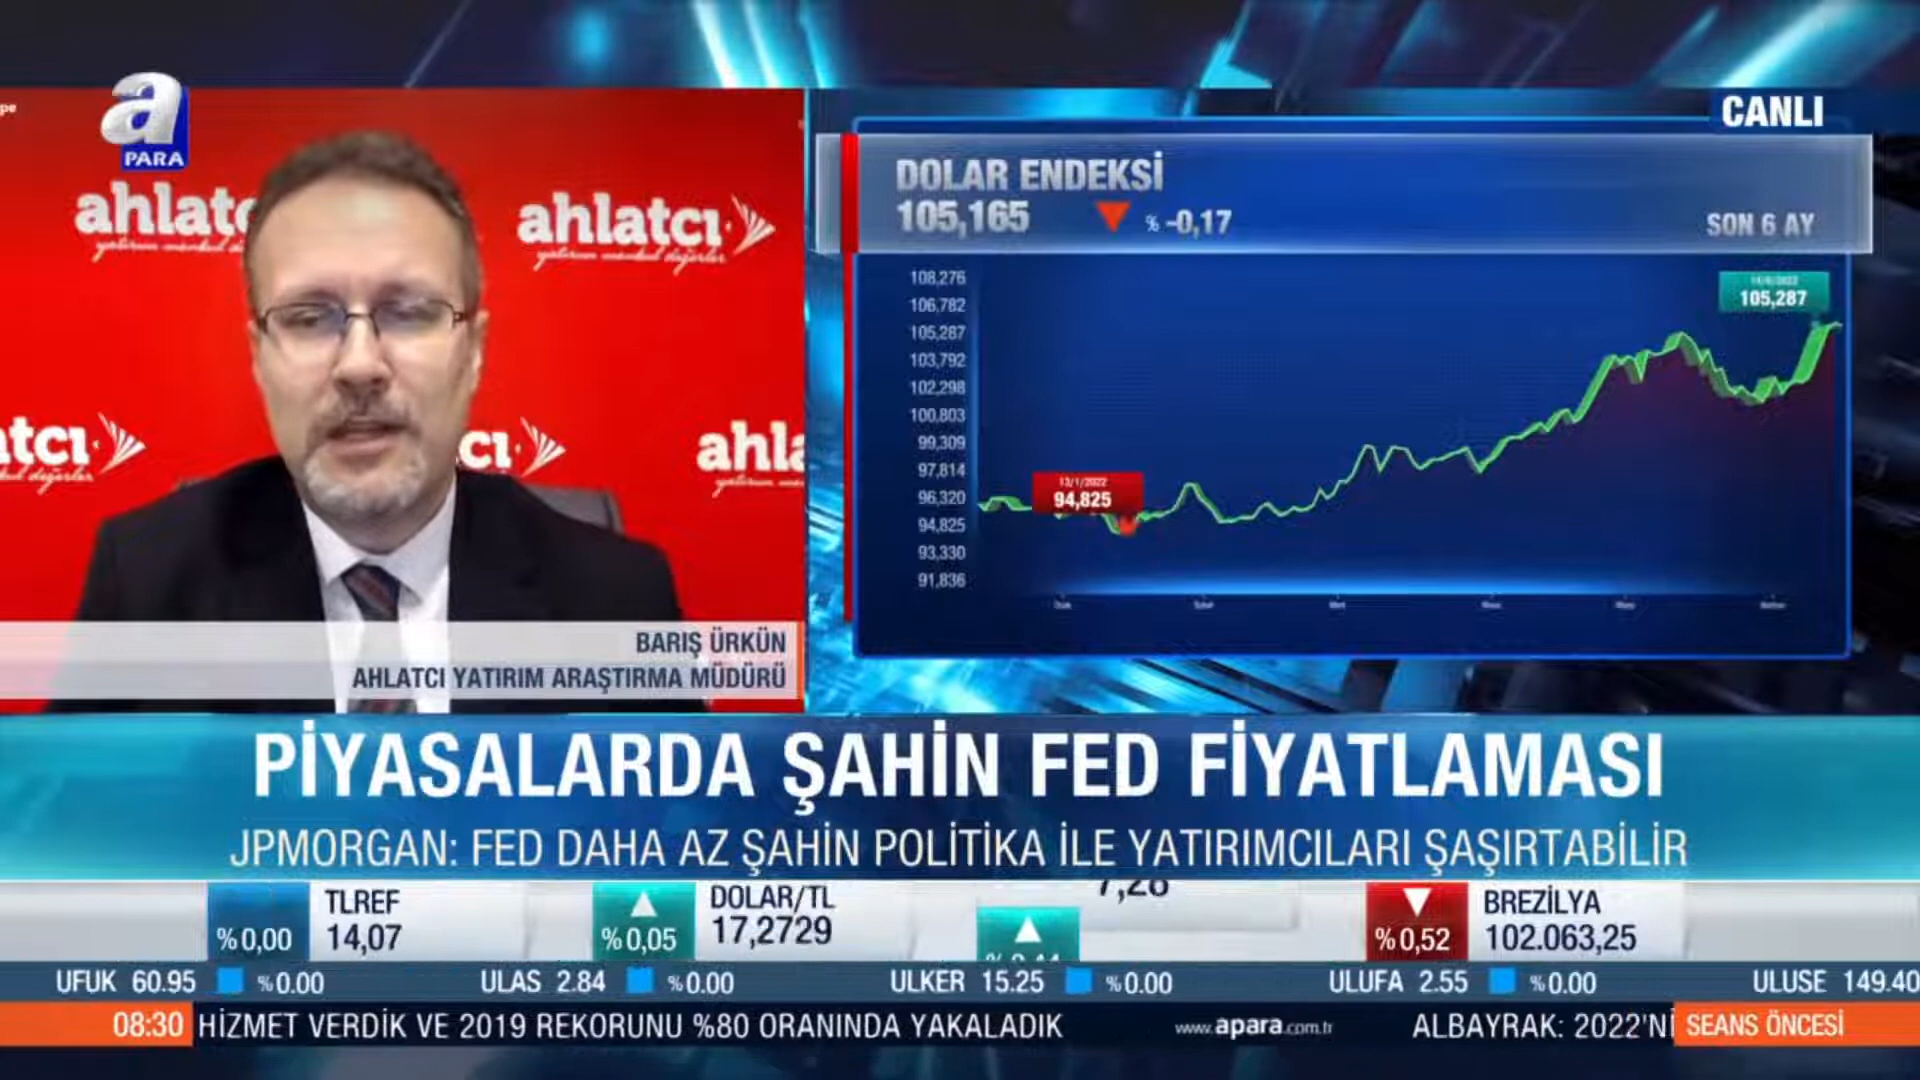 a
PARA
ahlatcı
yatırım menkul değerler
CANLI
DOLAR ENDEKSİ
105,165 % -0,17
SON 6 AY
108,276
106,782
105,287
103,792
102,298
100,803
99,309
97,814
96,320
94,825
93,330
91,836
105,287
13/1/2022
94,825
BARIŞ ÜRKÜN
AHLATCI YATIRIM ARAŞTIRMA MÜDÜRÜ
PİYASALARDA ŞAHİN FED FİYATLAMASI
JPMORGAN: FED DAHA AZ ŞAHİN POLİTİKA İLE YATIRIMCILARI ŞAŞIRTABİLİR
%0,00 TLREF 14,07
%0,05 DOLAR/TL 17,2729
%0,52 BREZİLYA 102.063,25
UFUK 60.95 %0.00 ULAS 2.84 %0.00 ULKER 15.25 %0.00 ULUFA 2.55 %0.00 ULUSE 149.40
08:30 HİZMET VERDİK VE 2019 REKORUNU %80 ORANINDA YAKALADIK www.apara.com.tr ALBAYRAK: 2022'Nİ SEANS ÖNCESİ